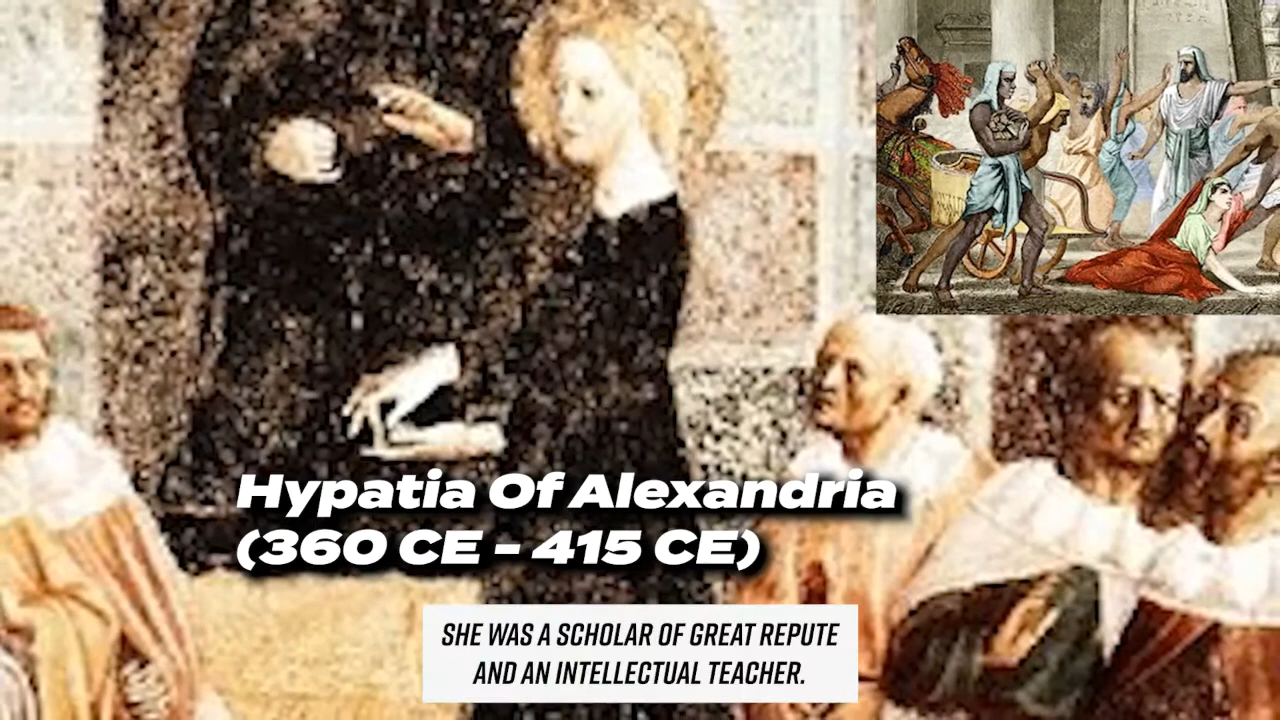 Hypatia Of Alexandria
(360 CE - 415 CE)
SHE WAS A SCHOLAR OF GREAT REPUTE
AND AN INTELLECTUAL TEACHER.